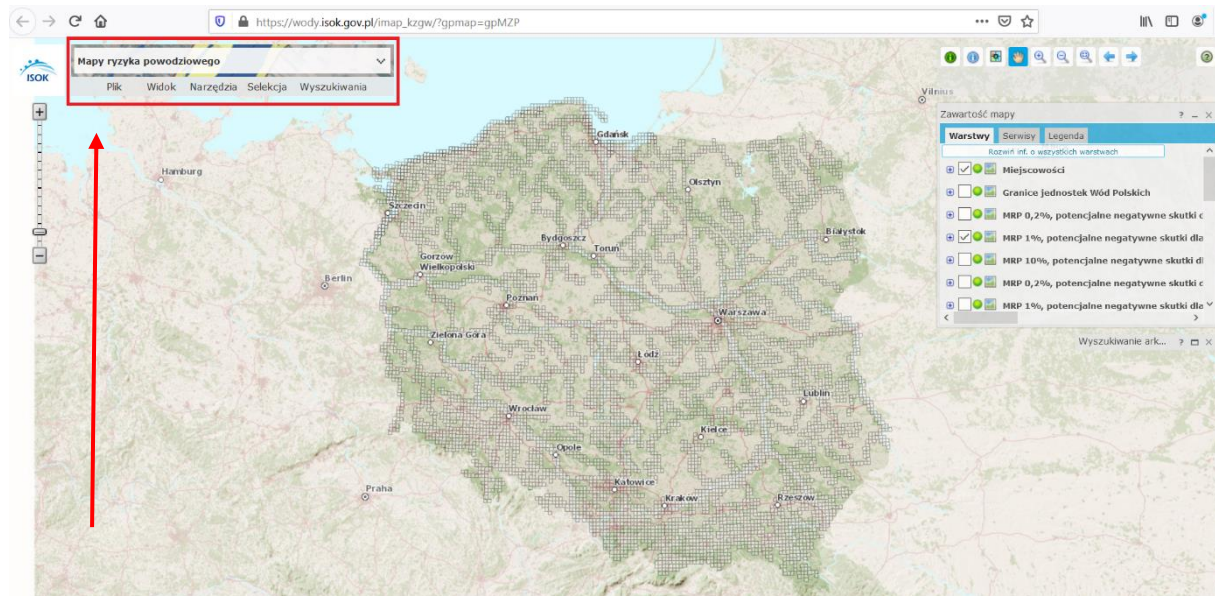 https://wody.isok.gov.pl/imap_kzgw/?gpmap=gpMZP
ISOK
Mapy ryzyka powodziowego
Plik Widok Narzędzia Selekcja Wyszukiwania
Zawartość mapy
Warstwy Serwisy Legenda
Rozwiń inf. o wszystkich warstwach
Miejscowości
Granice jednostek Wód Polskich
MRP 0,2%, potencjalne negatywne skutki d
MRP 1%, potencjalne negatywne skutki dla
MRP 10%, potencjalne negatywne skutki dl
MRP 0,2%, potencjalne negatywne skutki d
MRP 1%, potencjalne negatywne skutki dla
Wyszukiwanie ark...
Vilnius
Gdańsk
Hamburg
Olsztyn
Szczecin
Białystok
Bydgoszcz
Toruń
Gorzow
Wielkopolski
Berlin
Poznań
Warszawa
Zielona Góra
Łódź
Lublin
Wrocław
Kielce
Opole
Katowice
Praha
Kraków
Rzeszów